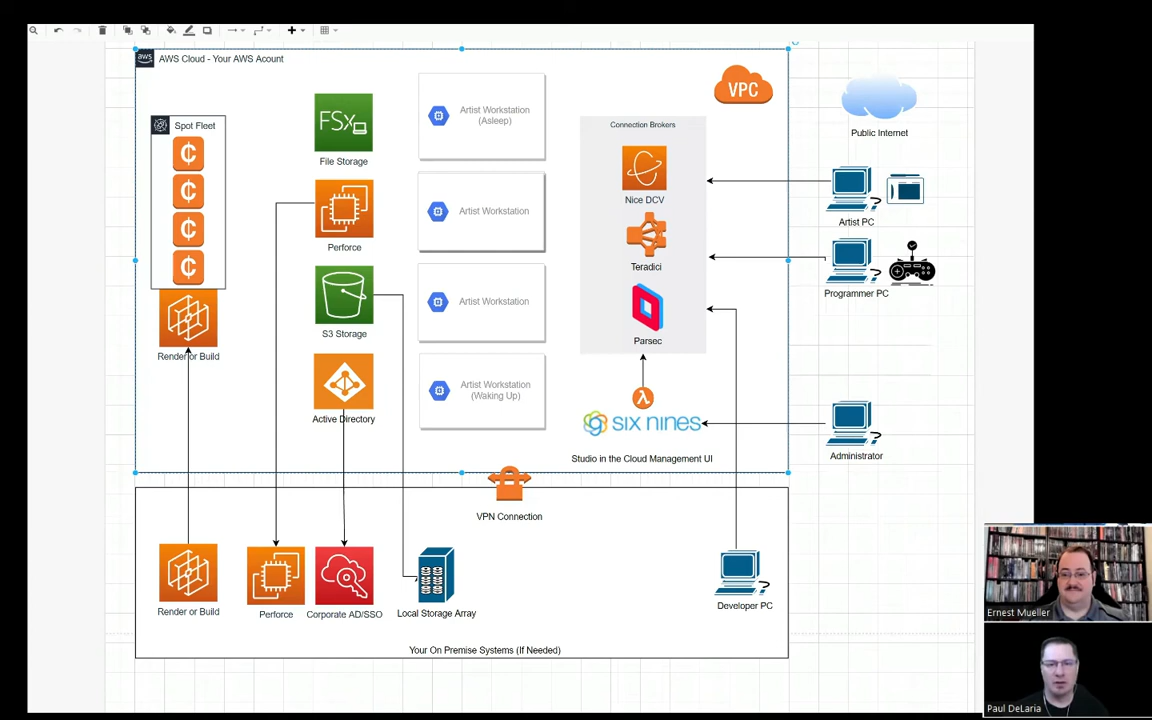 aws
AWS Cloud - Your AWS Acount
Spot Fleet
Render or Build
FSx
File Storage
Perforce
S3 Storage
Active Directory
Artist Workstation
(Asleep)
Artist Workstation
Artist Workstation
Artist Workstation
(Waking Up)
VPC
Connection Brokers
Nice DCV
Teradici
Parsec
λ
six nines
Studio in the Cloud Management UI
Public Internet
Artist PC
Programmer PC
Administrator
VPN Connection
Render or Build
Perforce
Corporate AD/SSO
Local Storage Array
Developer PC
Your On Premise Systems (If Needed)
Ernest Mueller
Paul DeLaria